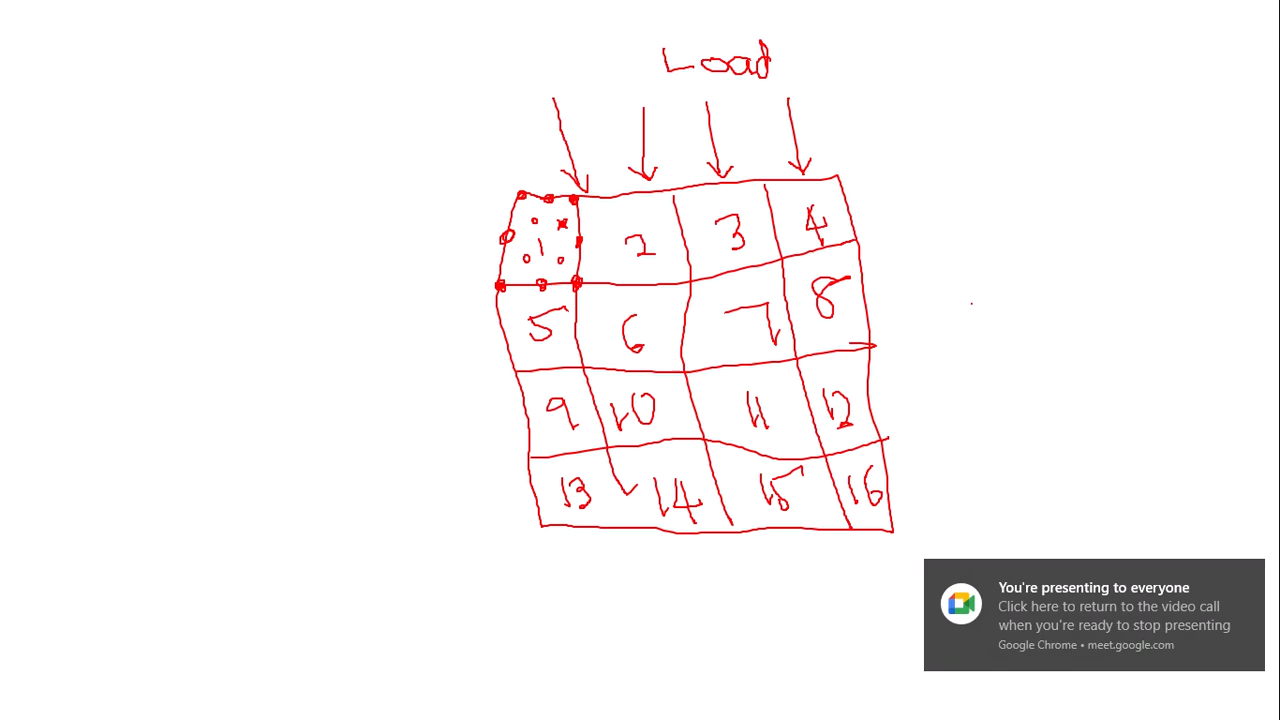 Load
1 2 3 4
5 6 7 8
9 10 11 12
13 14 15 16
You're presenting to everyone
Click here to return to the video call
when you're ready to stop presenting
Google Chrome • meet.google.com